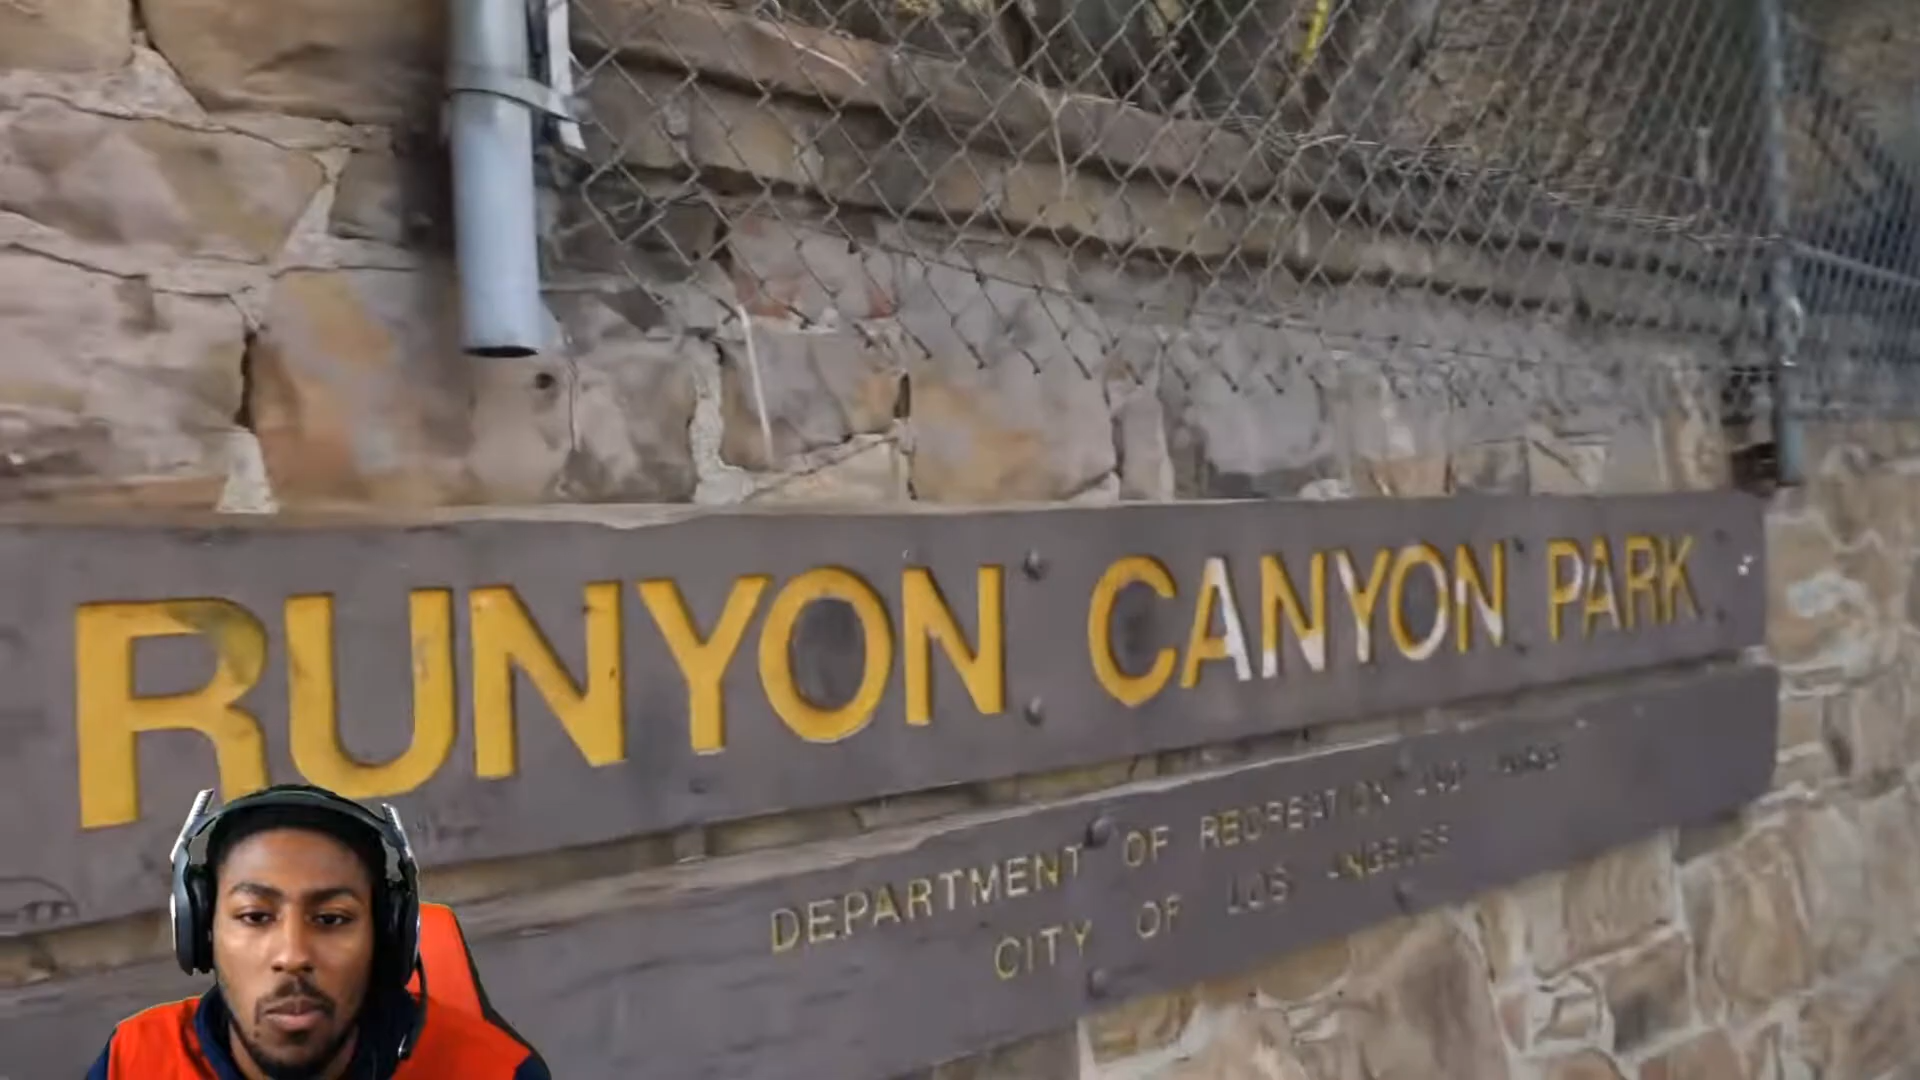 RUNYON CANYON PARK
DEPARTMENT OF RECREATION AND PARKS
CITY OF LOS ANGELES